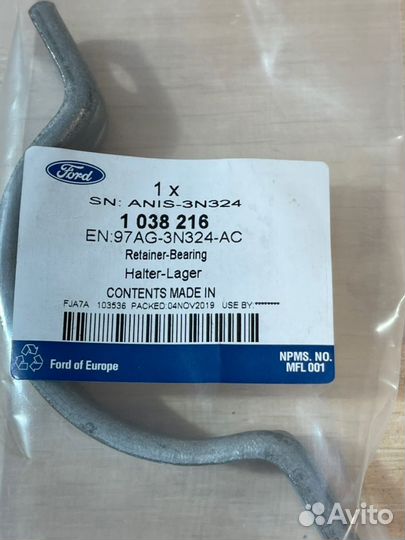 Ford
1 x
SN: ANIS-3N324
1 038 216
EN:97AG-3N324-AC
Retainer-Bearing
Halter-Lager
CONTENTS MADE IN
FJA7A 103536 PACKED:04NOV2019 USE BY:********
Ford of Europe
NPMS. NO.
MFL 001
Avito